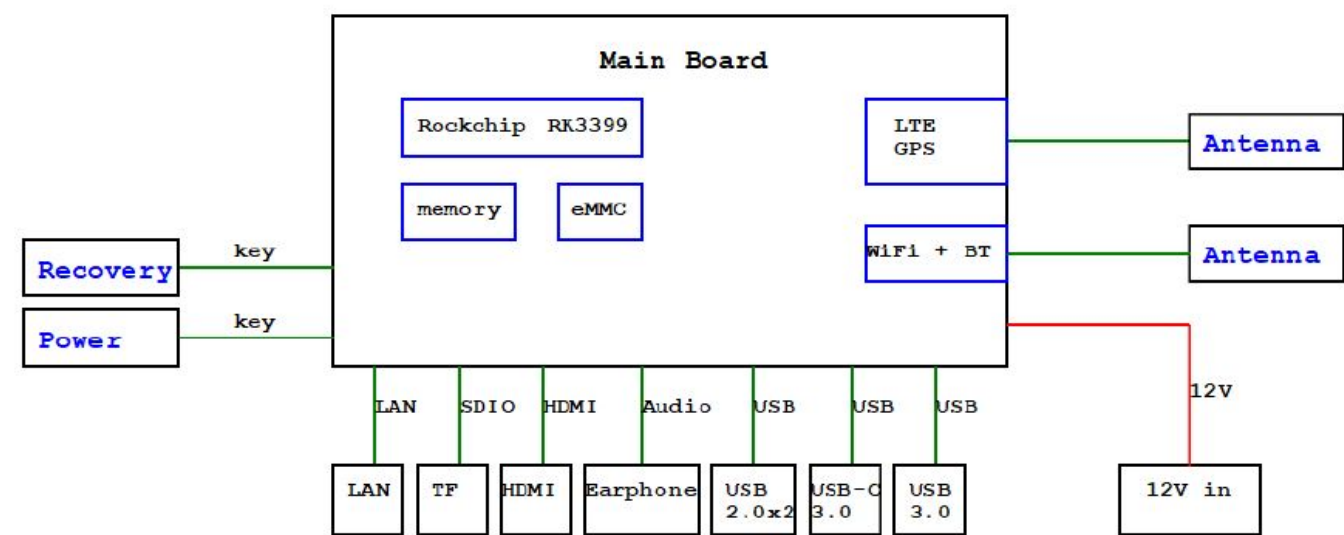 Main Board
Rockchip RK3399
LTE
GPS
Antenna
memory
eMMC
Recovery
key
WiFi + BT
Antenna
Power
key
LAN
SDIO
HDMI
Audio
USB
USB
USB
12V
LAN
TF
HDMI
Earphone
USB
2.0x2
USB-C
3.0
USB
3.0
12V in